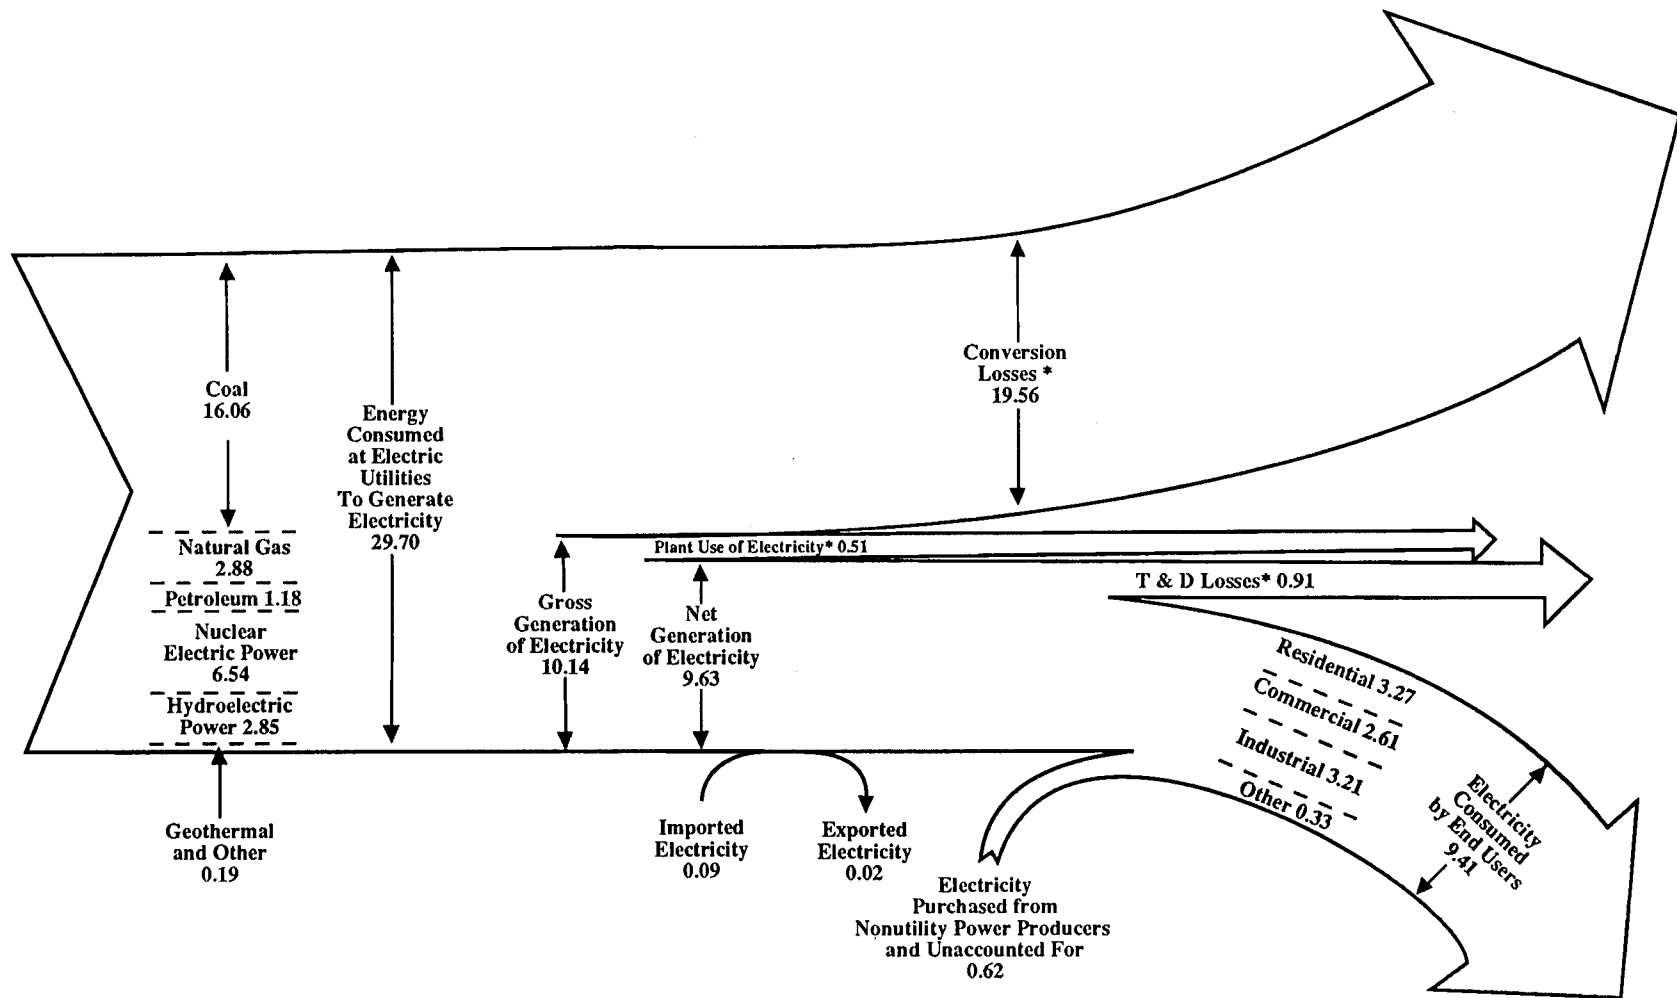 Coal
16.06
Natural Gas
2.88
Petroleum 1.18
Nuclear
Electric Power
6.54
Hydroelectric
Power 2.85
Geothermal
and Other
0.19
Energy
Consumed
at Electric
Utilities
To Generate
Electricity
29.70
Gross
Generation
of Electricity
10.14
Net
Generation
of Electricity
9.63
Conversion
Losses *
19.56
Plant Use of Electricity* 0.51
T & D Losses* 0.91
Imported
Electricity
0.09
Exported
Electricity
0.02
Electricity
Purchased from
Nonutility Power Producers
and Unaccounted For
0.62
Residential 3.27
Commercial 2.61
Industrial 3.21
Other 0.33
Electricity
Consumed
by End Users
9.41